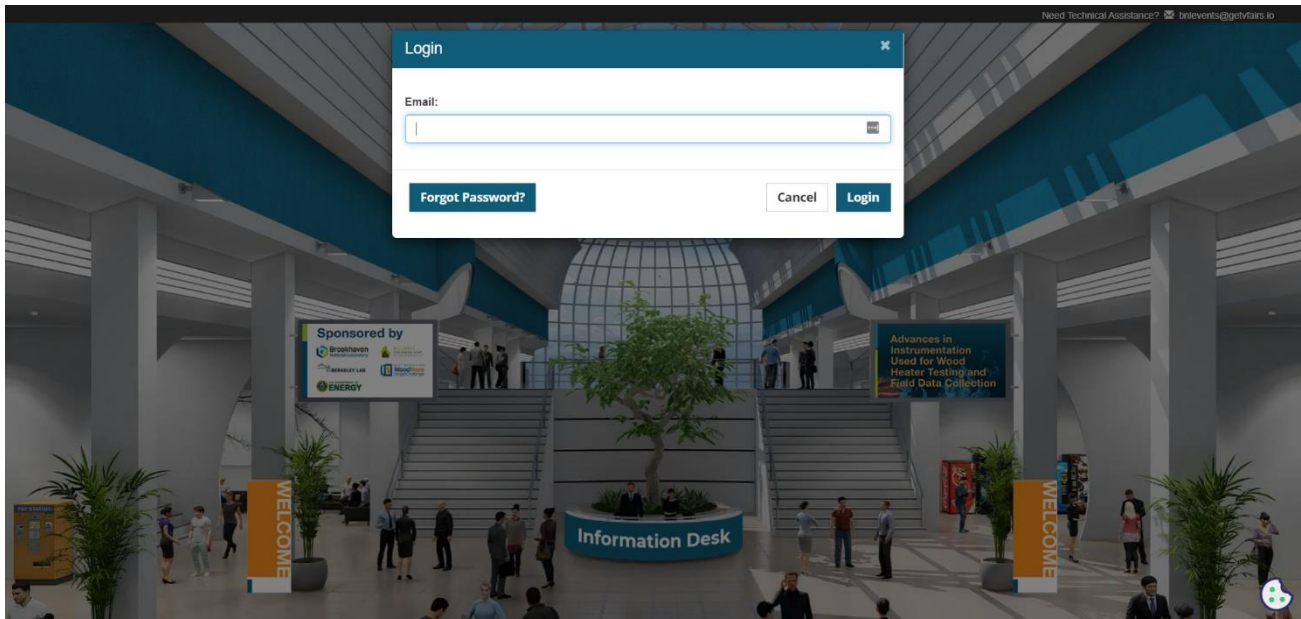 Need Technical Assistance? bnlevents@getvfairs.io
Login
Email:
Forgot Password?
Cancel
Login
Sponsored by
Brookhaven
BERKELEY LAB
ENERGY
Advances in
Instrumentation
Used for Wood
Heater Testing and
Field Data Collection
WELCOME
Information Desk
WELCOME